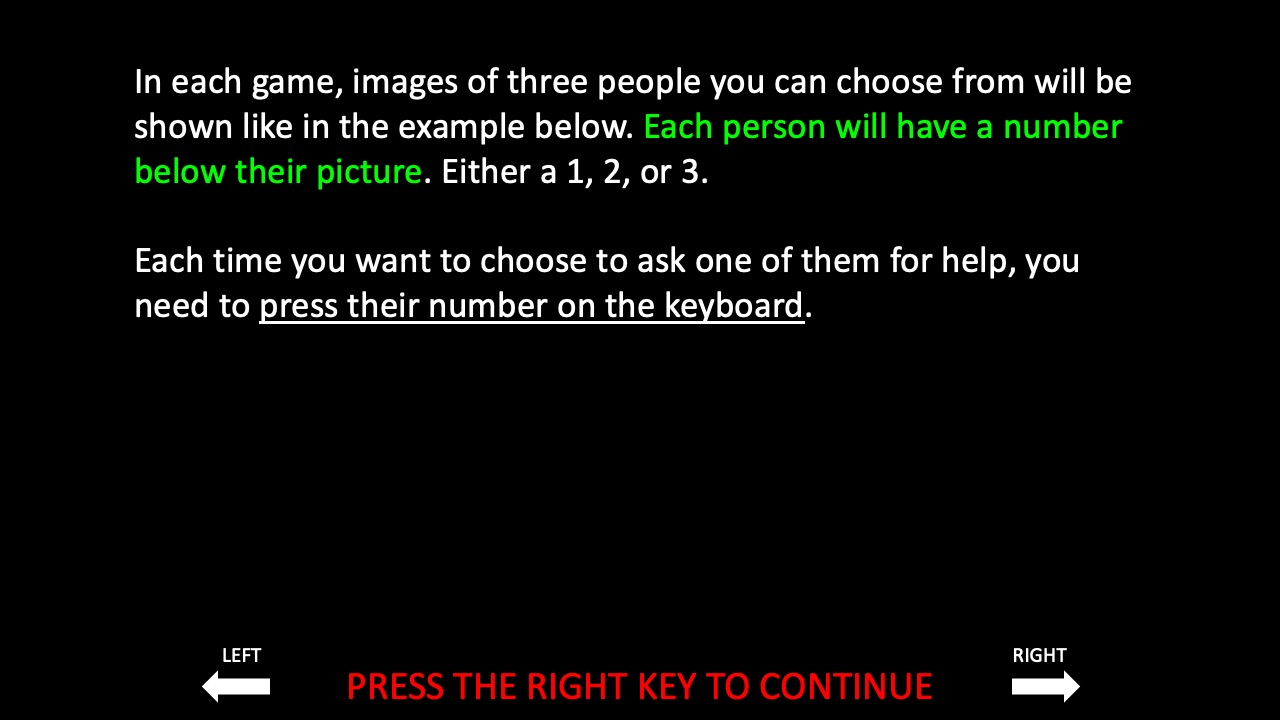 In each game, images of three people you can choose from will be
shown like in the example below. Each person will have a number
below their picture. Either a 1, 2, or 3.
Each time you want to choose to ask one of them for help, you
need to press their number on the keyboard.
LEFT
RIGHT
PRESS THE RIGHT KEY TO CONTINUE